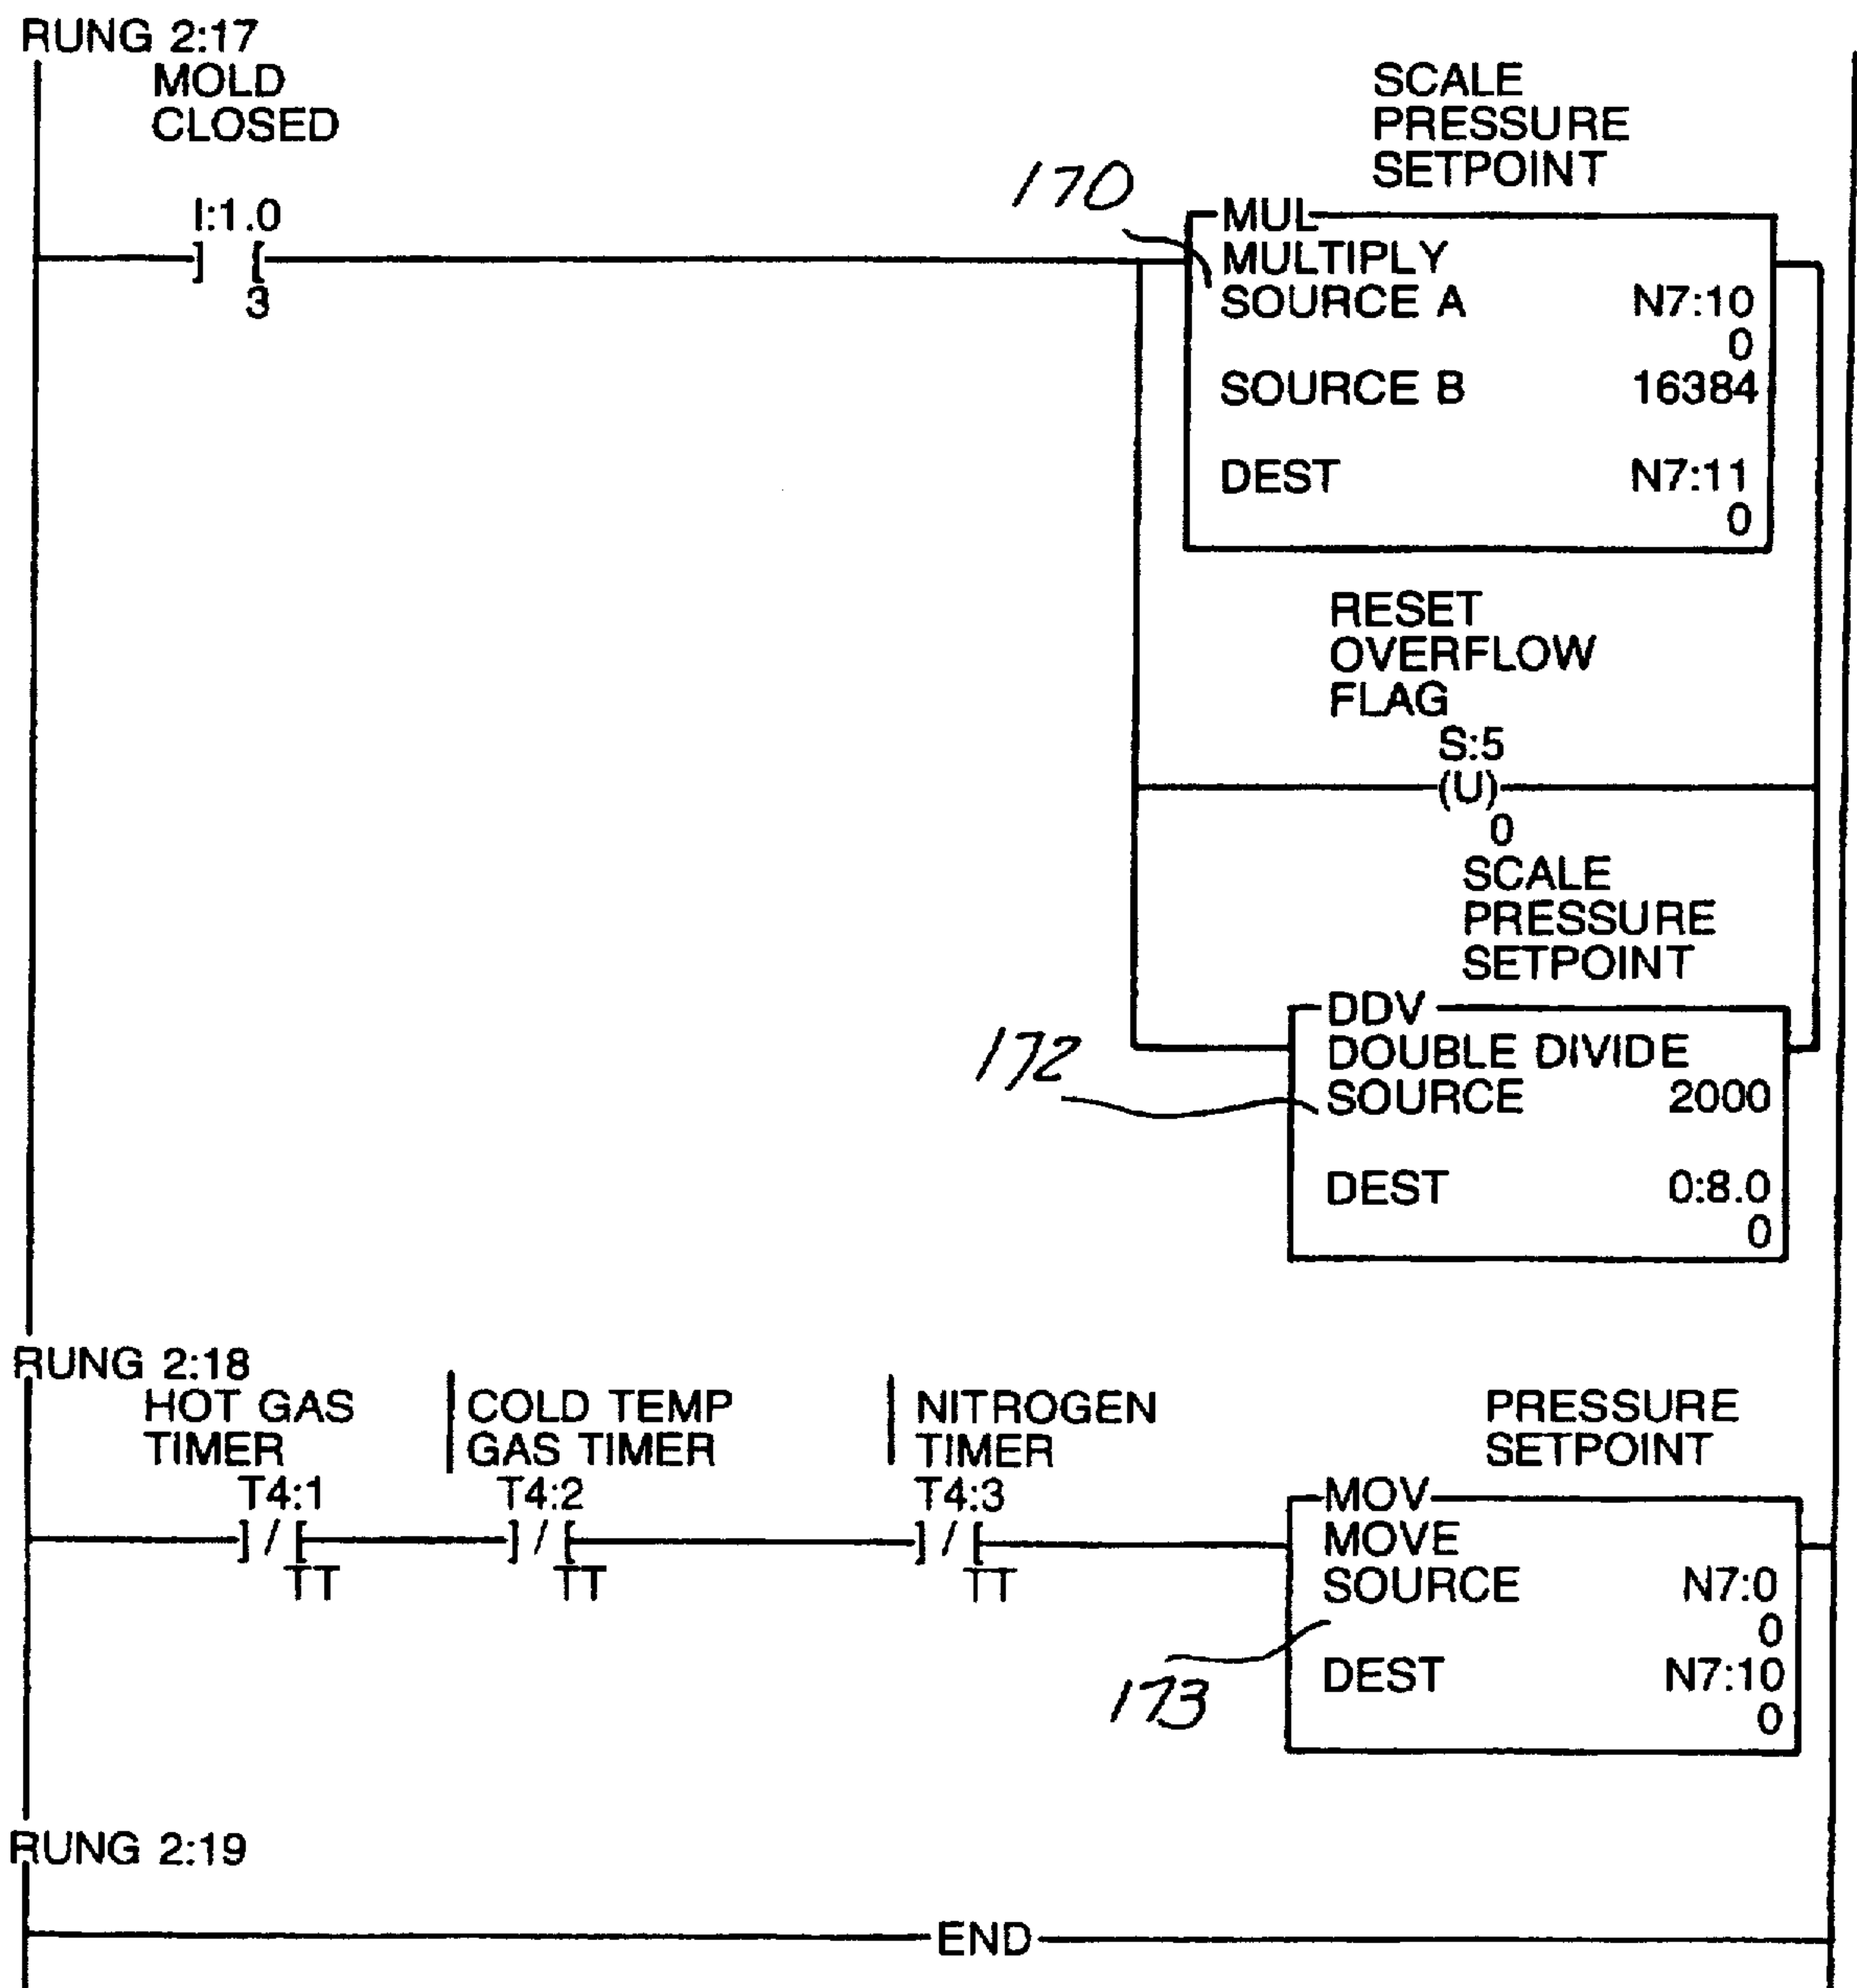 RUNG 2:17
MOLD
CLOSED
I:1.0
] [
3
SCALE
PRESSURE
SETPOINT
170
MUL
MULTIPLY
SOURCE A N7:10
0
SOURCE B 16384
DEST N7:11
0
RESET
OVERFLOW
FLAG
S:5
(U)
0
SCALE
PRESSURE
SETPOINT
172
DDV
DOUBLE DIVIDE
SOURCE 2000
DEST 0:8.0
0
RUNG 2:18
HOT GAS
TIMER
T4:1
]/[
TT
COLD TEMP
GAS TIMER
T4:2
]/[
TT
NITROGEN
TIMER
T4:3
]/[
TT
PRESSURE
SETPOINT
MOV
MOVE
SOURCE N7:0
0
DEST N7:10
0
173
RUNG 2:19
END